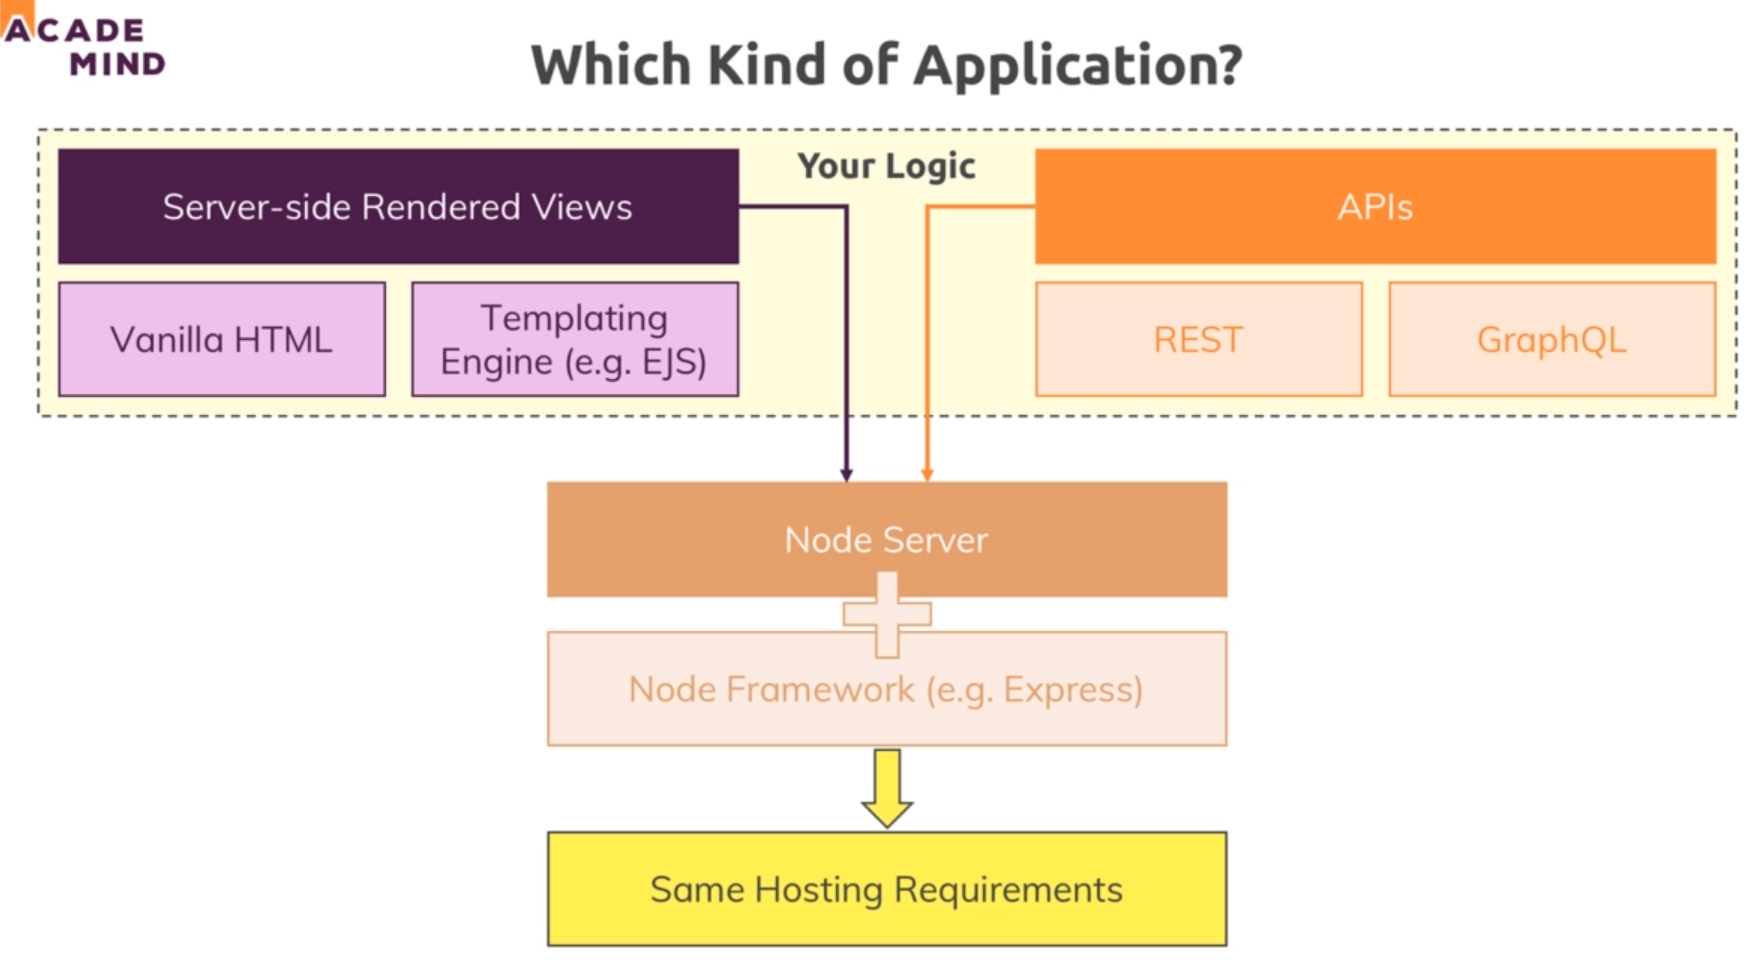 ACADE
MIND
Which Kind of Application?
Your Logic
Server-side Rendered Views
APIs
Vanilla HTML
Templating
Engine (e.g. EJS)
REST
GraphQL
Node Server
Node Framework (e.g. Express)
Same Hosting Requirements